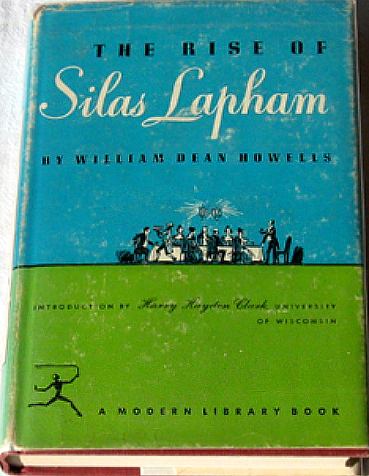 THE RISE OF
Silas Lapham
BY WILLIAM DEAN HOWELLS
INTRODUCTION BY Harry Hayden Clark, UNIVERSITY
OF WISCONSIN
A MODERN LIBRARY BOOK